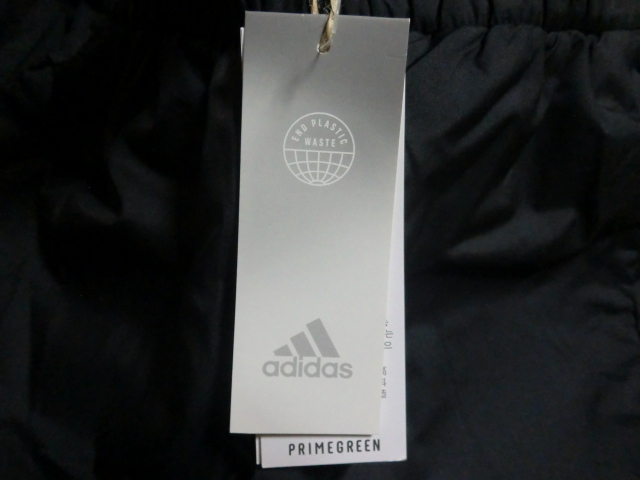 END PLASTIC
WASTE
adidas
PRIMEGREEN